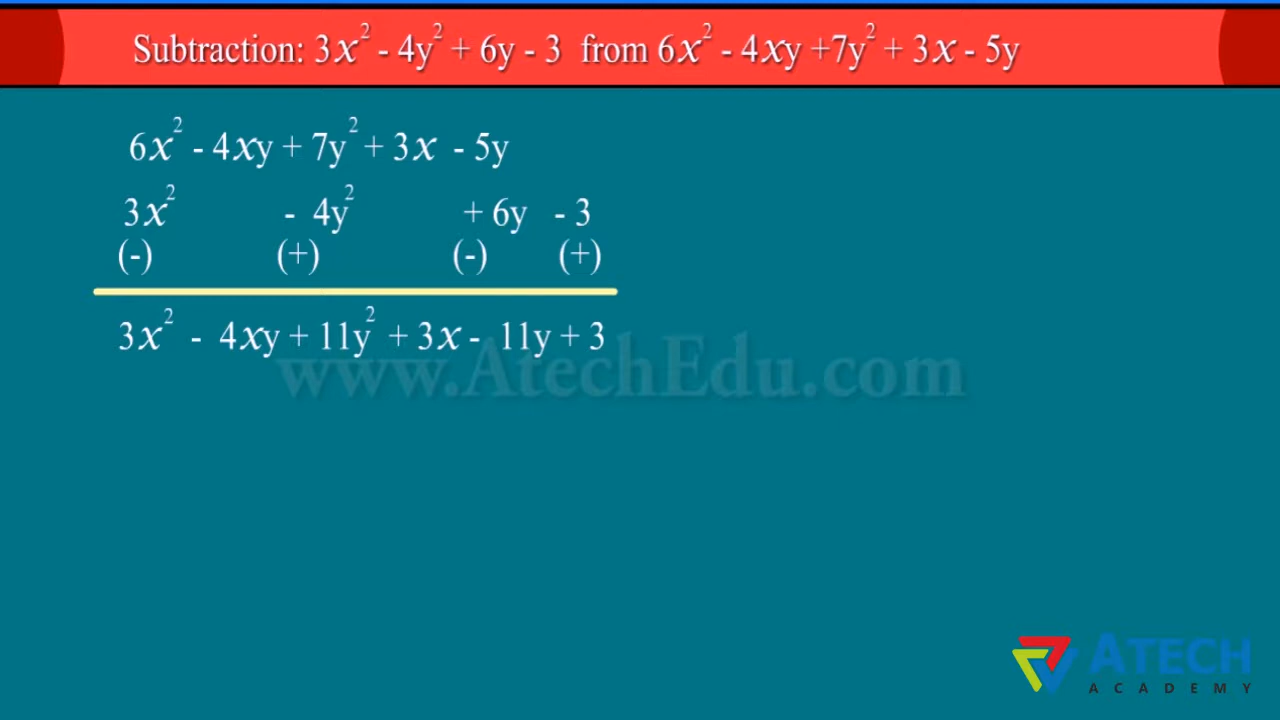 Subtraction: 3x² - 4y² + 6y - 3 from 6x² - 4xy +7y² + 3x - 5y
6x² - 4xy + 7y² + 3x - 5y
3x² - 4y² + 6y - 3
(-) (+) (-) (+)
3x² - 4xy + 11y² + 3x - 11y + 3
www.AtechEdu.com
ATECH
ACADEMY